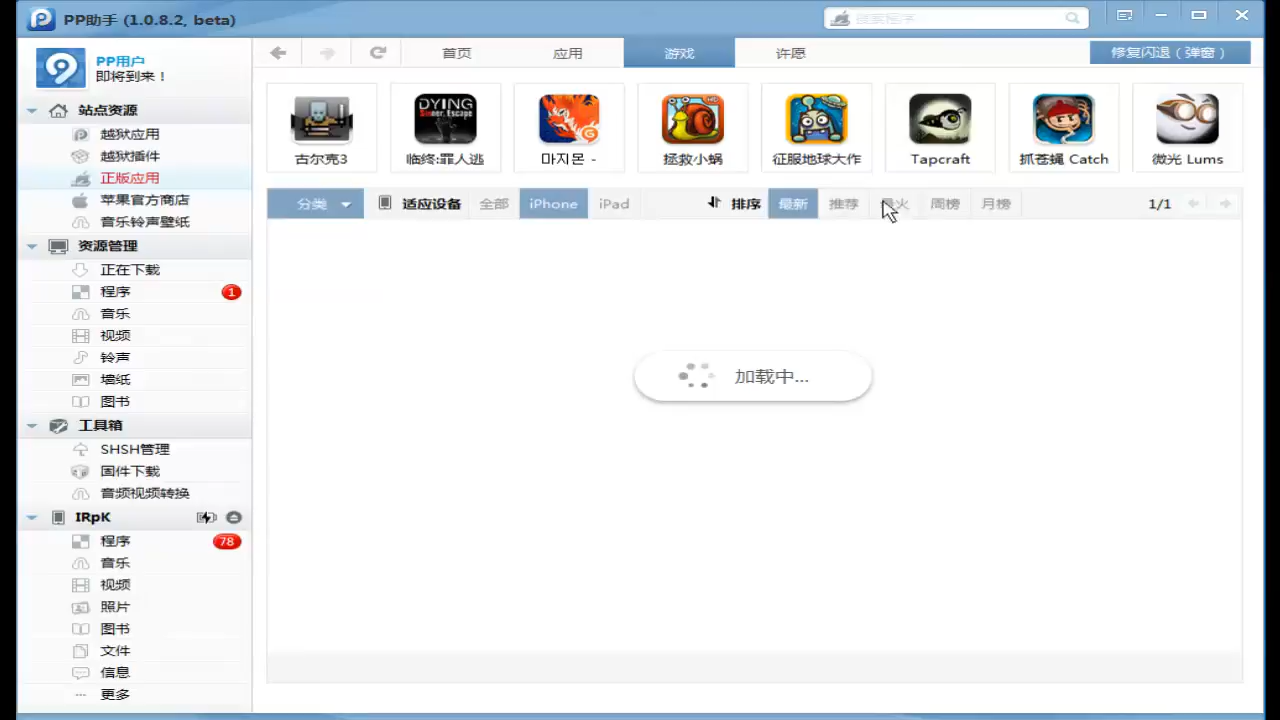 PP助手 (1.0.8.2, beta)
PP用户
即将到来！
站点资源
越狱应用
越狱插件
正版应用
苹果官方商店
音乐铃声壁纸
资源管理
正在下载
程序 1
音乐
视频
铃声
墙纸
图书
工具箱
SHSH管理
固件下载
音频视频转换
IRpK
程序 78
音乐
视频
照片
图书
文件
信息
更多
首页 应用 游戏 许愿 修复闪退（弹窗）
DYING
Sinner.Escape
古尔克3 临终:罪人逃 마지몬 - 拯救小蜗 征服地球大作 Tapcraft 抓苍蝇 Catch 微光 Lums
分类 适应设备 全部 iPhone iPad 排序 最新 推荐 火 周榜 月榜 1/1
加载中...